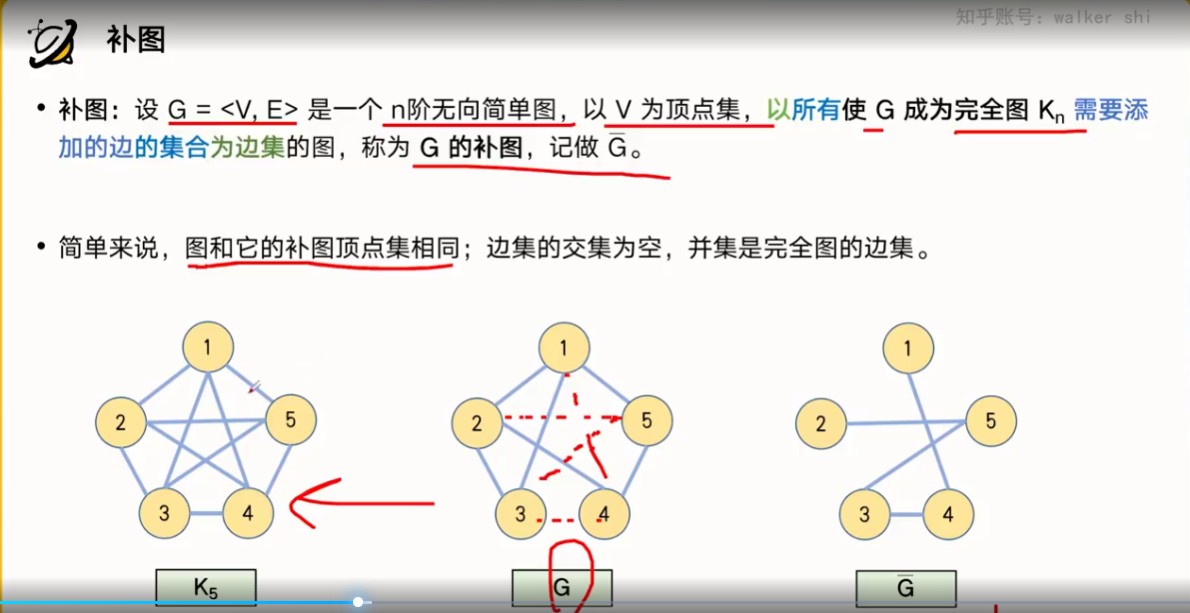 知乎账号：walker shi
补图
• 补图：设 G = <V, E> 是一个 n阶无向简单图，以 V 为顶点集，以所有使 G 成为完全图 Kn 需要添
加的边的集合为边集的图，称为 G 的补图，记做 G̅。
• 简单来说，图和它的补图顶点集相同；边集的交集为空，并集是完全图的边集。
1 1 1
2 5 2 5 2 5
3 4 3 4 3 4
K5 G G̅